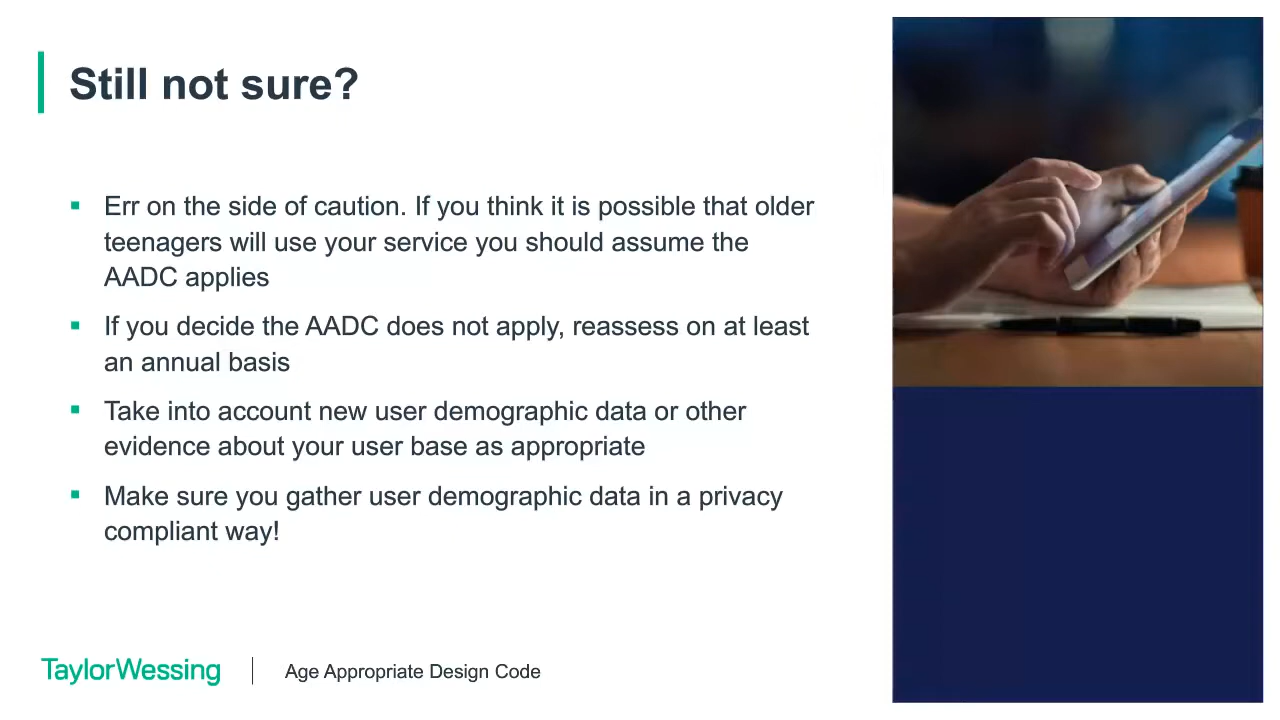 Still not sure?
Err on the side of caution. If you think it is possible that older
teenagers will use your service you should assume the
AADC applies
If you decide the AADC does not apply, reassess on at least
an annual basis
Take into account new user demographic data or other
evidence about your user base as appropriate
Make sure you gather user demographic data in a privacy
compliant way!
TaylorWessing
Age Appropriate Design Code